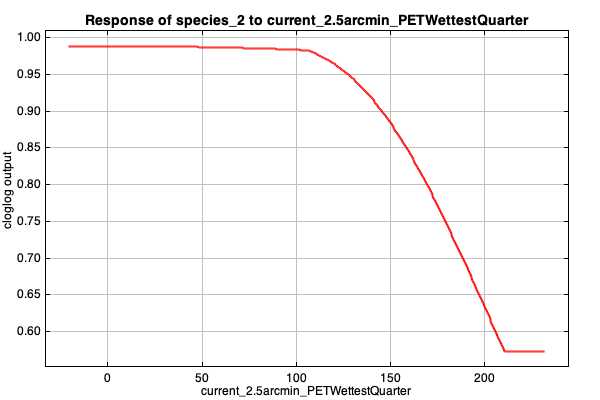 Response of species_2 to current_2.5arcmin_PETWettestQuarter
1.00
0.95
0.90
0.85
0.80
0.75
0.70
0.65
0.60
cloglog output
0 50 100 150 200
current_2.5arcmin_PETWettestQuarter